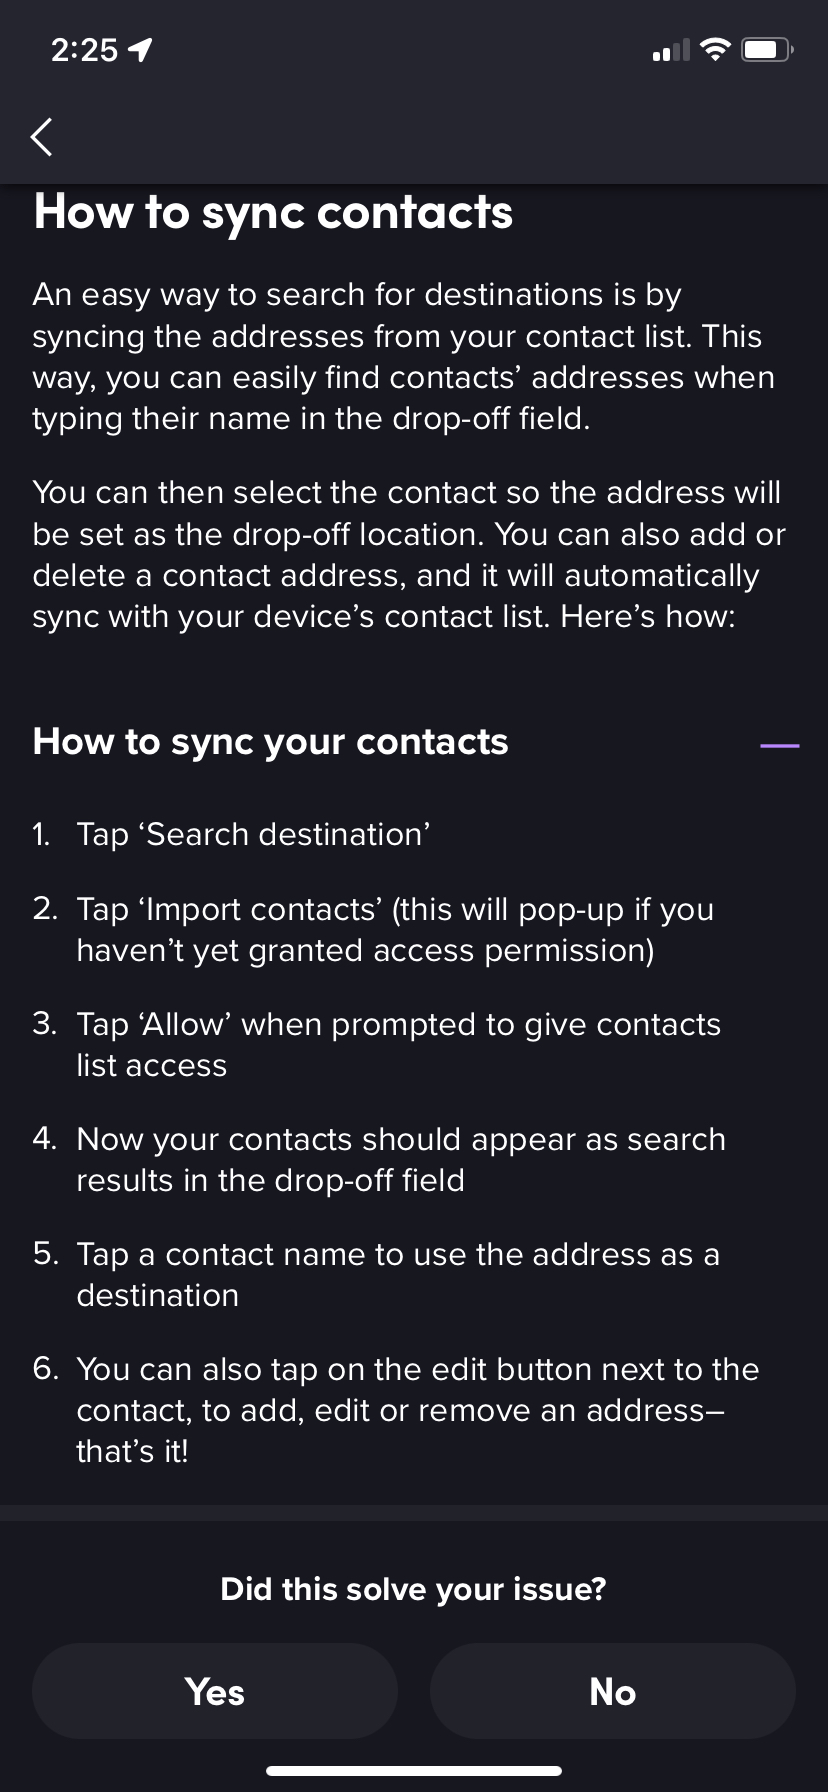 2:25
How to sync contacts
An easy way to search for destinations is by
syncing the addresses from your contact list. This
way, you can easily find contacts’ addresses when
typing their name in the drop-off field.
You can then select the contact so the address will
be set as the drop-off location. You can also add or
delete a contact address, and it will automatically
sync with your device’s contact list. Here’s how:
How to sync your contacts
1. Tap ‘Search destination’
2. Tap ‘Import contacts’ (this will pop-up if you
haven’t yet granted access permission)
3. Tap ‘Allow’ when prompted to give contacts
list access
4. Now your contacts should appear as search
results in the drop-off field
5. Tap a contact name to use the address as a
destination
6. You can also tap on the edit button next to the
contact, to add, edit or remove an address–
that’s it!
Did this solve your issue?
Yes
No